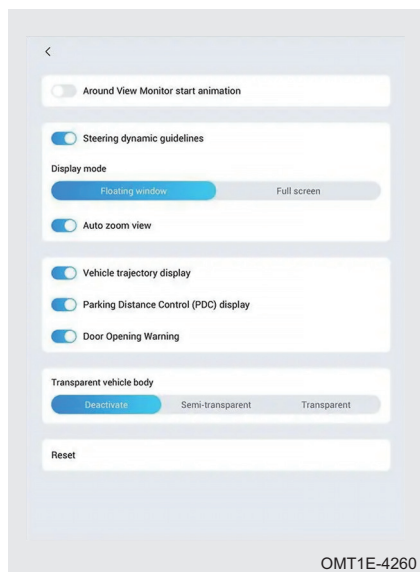 Around View Monitor start animation
Steering dynamic guidelines
Display mode
Floating window Full screen
Auto zoom view
Vehicle trajectory display
Parking Distance Control (PDC) display
Door Opening Warning
Transparent vehicle body
Deactivate Semi-transparent Transparent
Reset
OMT1E-4260